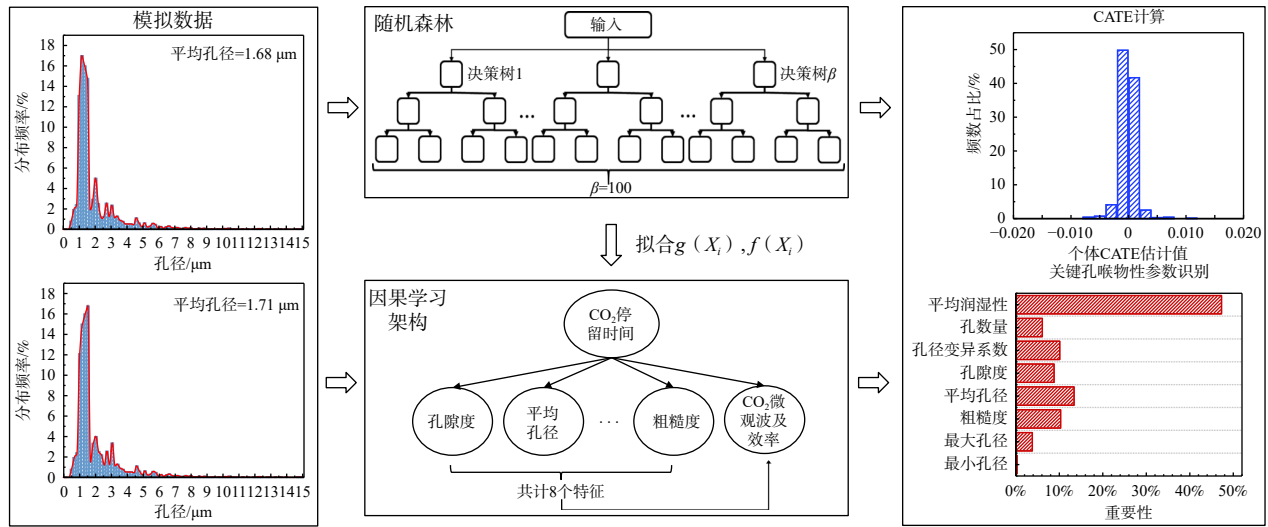 模拟数据
平均孔径=1.68 μm
分布频率/%
18
16
14
12
10
8
6
4
2
0
0 1 2 3 4 5 6 7 8 9 10 11 12 13 14 15
孔径/μm
平均孔径=1.71 μm
分布频率/%
18
16
14
12
10
8
6
4
2
0
0 1 2 3 4 5 6 7 8 9 10 11 12 13 14 15
孔径/μm
随机森林
输入
决策树1
决策树β
...
...
β=100
拟合g（Xᵢ）,f（Xᵢ）
因果学习
架构
CO₂停
留时间
孔隙度
平均
孔径
...
粗糙度
CO₂微
观波及
效率
共计8个特征
CATE计算
频数占比/%
50
40
30
20
10
0
−0.020 −0.010 0 0.010 0.020
个体CATE估计值
关键孔喉物性参数识别
平均润湿性
孔数量
孔径变异系数
孔隙度
平均孔径
粗糙度
最大孔径
最小孔径
0% 10% 20% 30% 40% 50%
重要性